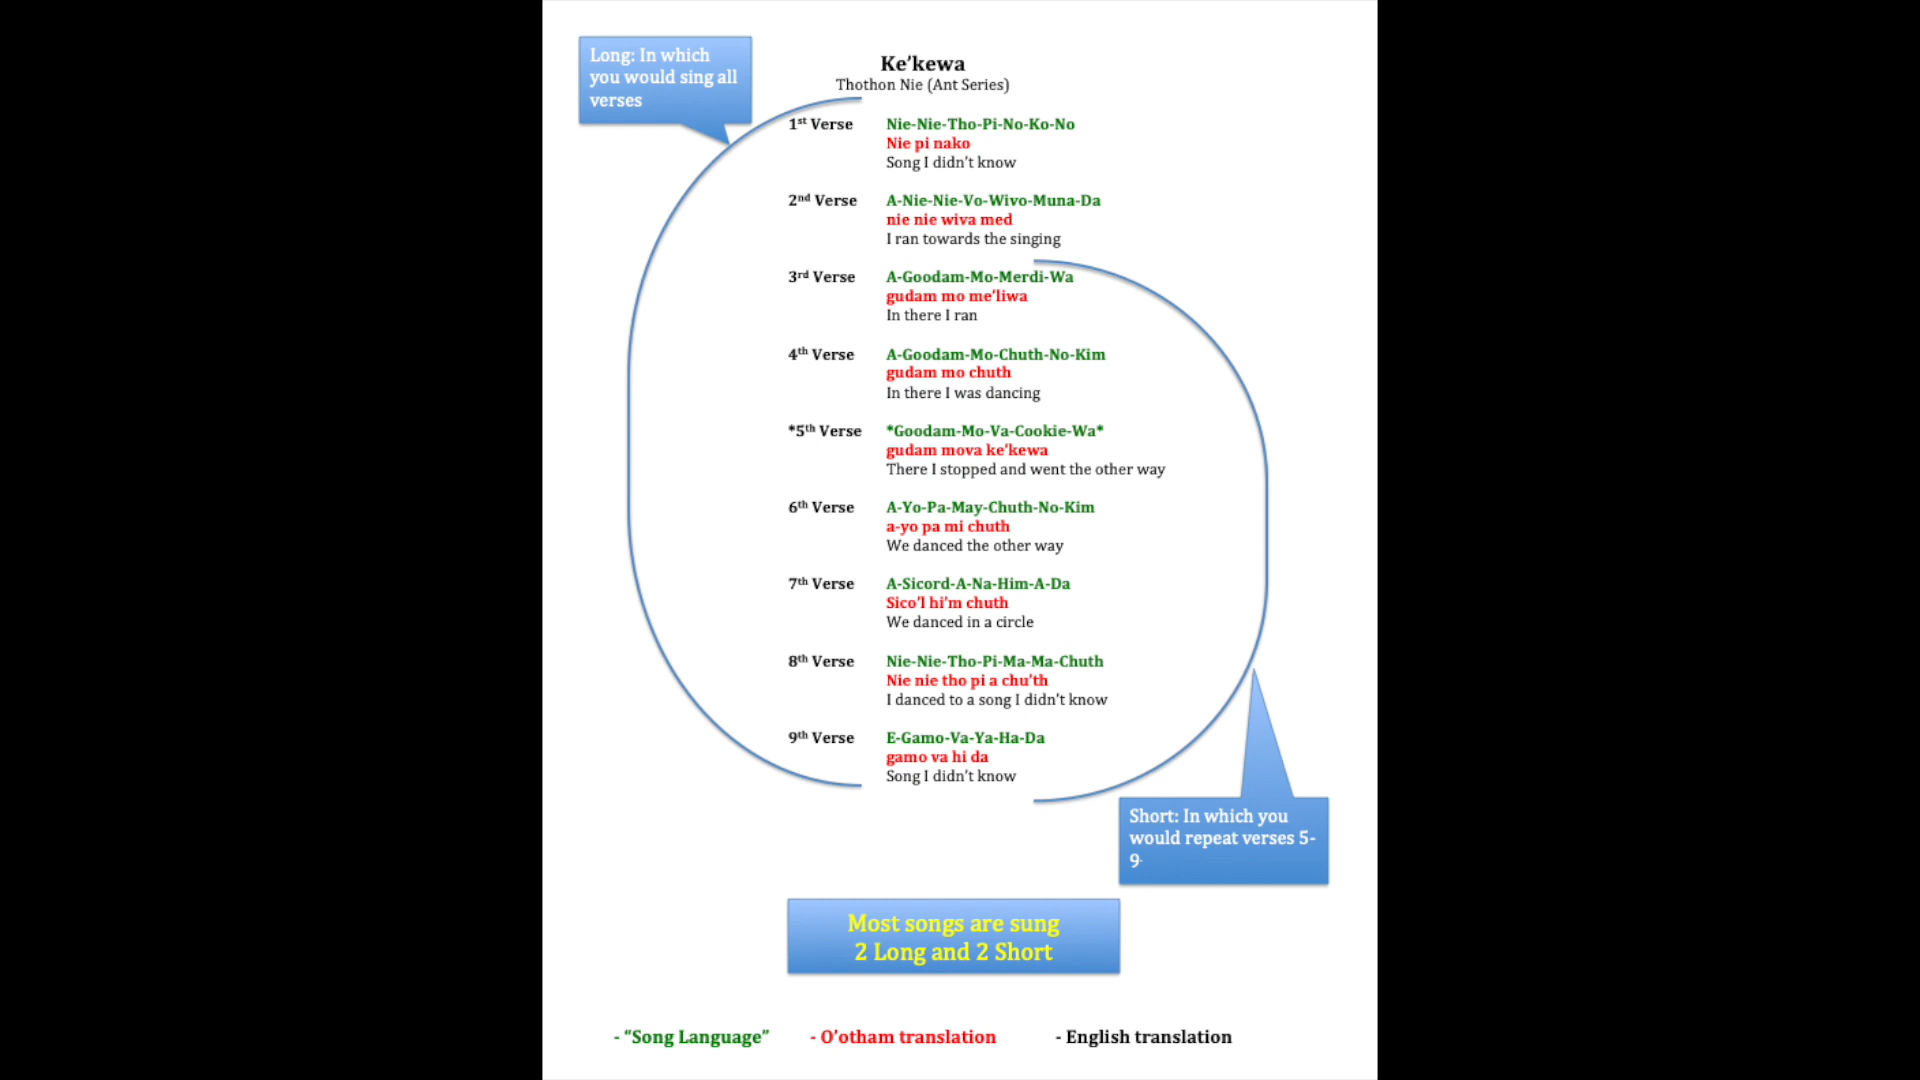 Long: In which
you would sing all
verses
Ke’kewa
Thothon Nie (Ant Series)
1st Verse Nie-Nie-Tho-Pi-No-Ko-No
Nie pi nako
Song I didn’t know
2nd Verse A-Nie-Nie-Vo-Wivo-Muna-Da
nie nie wiva med
I ran towards the singing
3rd Verse A-Goodam-Mo-Merdi-Wa
gudam mo me’liwa
In there I ran
4th Verse A-Goodam-Mo-Chuth-No-Kim
gudam mo chuth
In there I was dancing
*5th Verse *Goodam-Mo-Va-Cookie-Wa*
gudam mova ke’kewa
There I stopped and went the other way
6th Verse A-Yo-Pa-May-Chuth-No-Kim
a-yo pa mi chuth
We danced the other way
7th Verse A-Sicord-A-Na-Him-A-Da
Sico’l hi’m chuth
We danced in a circle
8th Verse Nie-Nie-Tho-Pi-Ma-Ma-Chuth
Nie nie tho pi a chu’th
I danced to a song I didn’t know
9th Verse E-Gamo-Va-Ya-Ha-Da
gamo va hi da
Song I didn’t know
Short: In which you
would repeat verses 5-
9
Most songs are sung
2 Long and 2 Short
- “Song Language” - O’otham translation - English translation